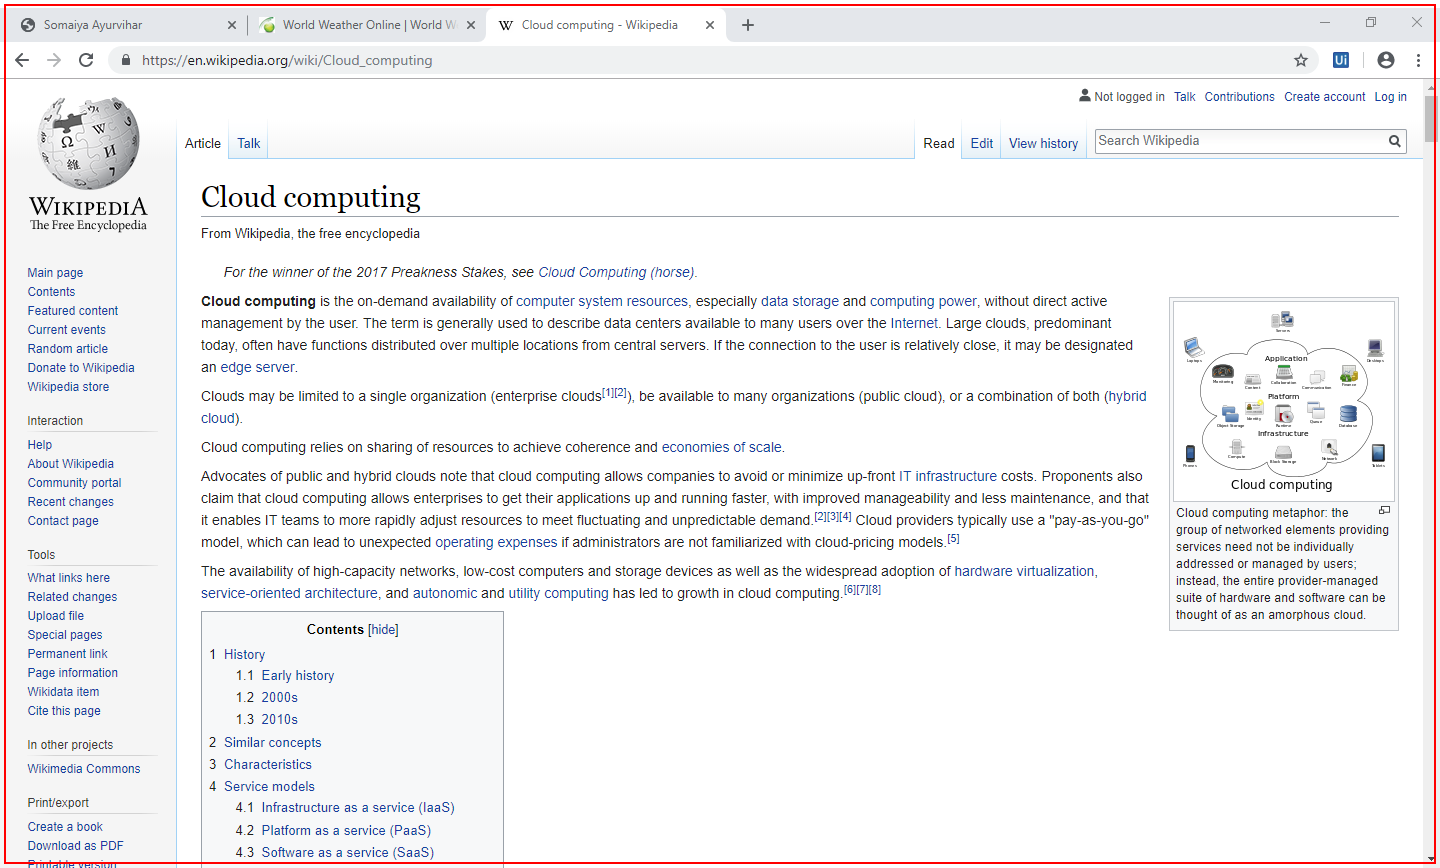 Somaiya Ayurvihar
World Weather Online | World W
Cloud computing - Wikipedia
https://en.wikipedia.org/wiki/Cloud_computing
Ui
Not logged in Talk Contributions Create account Log in
Article Talk
Read Edit View history
Search Wikipedia
WIKIPEDIA
The Free Encyclopedia
Main page
Contents
Featured content
Current events
Random article
Donate to Wikipedia
Wikipedia store
Interaction
Help
About Wikipedia
Community portal
Recent changes
Contact page
Tools
What links here
Related changes
Upload file
Special pages
Permanent link
Page information
Wikidata item
Cite this page
In other projects
Wikimedia Commons
Print/export
Create a book
Download as PDF
Printable version
Cloud computing
From Wikipedia, the free encyclopedia
For the winner of the 2017 Preakness Stakes, see Cloud Computing (horse).
Cloud computing is the on-demand availability of computer system resources, especially data storage and computing power, without direct active
management by the user. The term is generally used to describe data centers available to many users over the Internet. Large clouds, predominant
today, often have functions distributed over multiple locations from central servers. If the connection to the user is relatively close, it may be designated
an edge server.
Clouds may be limited to a single organization (enterprise clouds[1][2]), be available to many organizations (public cloud), or a combination of both (hybrid
cloud).
Cloud computing relies on sharing of resources to achieve coherence and economies of scale.
Advocates of public and hybrid clouds note that cloud computing allows companies to avoid or minimize up-front IT infrastructure costs. Proponents also
claim that cloud computing allows enterprises to get their applications up and running faster, with improved manageability and less maintenance, and that
it enables IT teams to more rapidly adjust resources to meet fluctuating and unpredictable demand.[2][3][4] Cloud providers typically use a "pay-as-you-go"
model, which can lead to unexpected operating expenses if administrators are not familiarized with cloud-pricing models.[5]
The availability of high-capacity networks, low-cost computers and storage devices as well as the widespread adoption of hardware virtualization,
service-oriented architecture, and autonomic and utility computing has led to growth in cloud computing.[6][7][8]
Contents [hide]
1 History
1.1 Early history
1.2 2000s
1.3 2010s
2 Similar concepts
3 Characteristics
4 Service models
4.1 Infrastructure as a service (IaaS)
4.2 Platform as a service (PaaS)
4.3 Software as a service (SaaS)
Servers
Laptops
Desktops
Application
Monitoring
Content
Collaboration
Communication
Finance
Platform
Object Storage
Identity
Runtime
Queue
Database
Infrastructure
Compute
Block Storage
Network
Phones
Tablets
Cloud computing
Cloud computing metaphor: the
group of networked elements providing
services need not be individually
addressed or managed by users;
instead, the entire provider-managed
suite of hardware and software can be
thought of as an amorphous cloud.